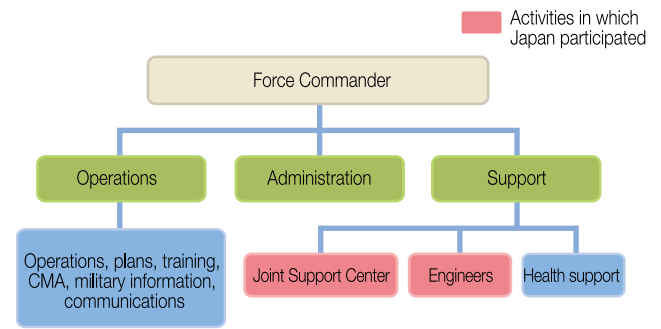 Activities in which
Japan participated
Force Commander
Operations
Administration
Support
Operations, plans, training,
CMA, military information,
communications
Joint Support Center
Engineers
Health support